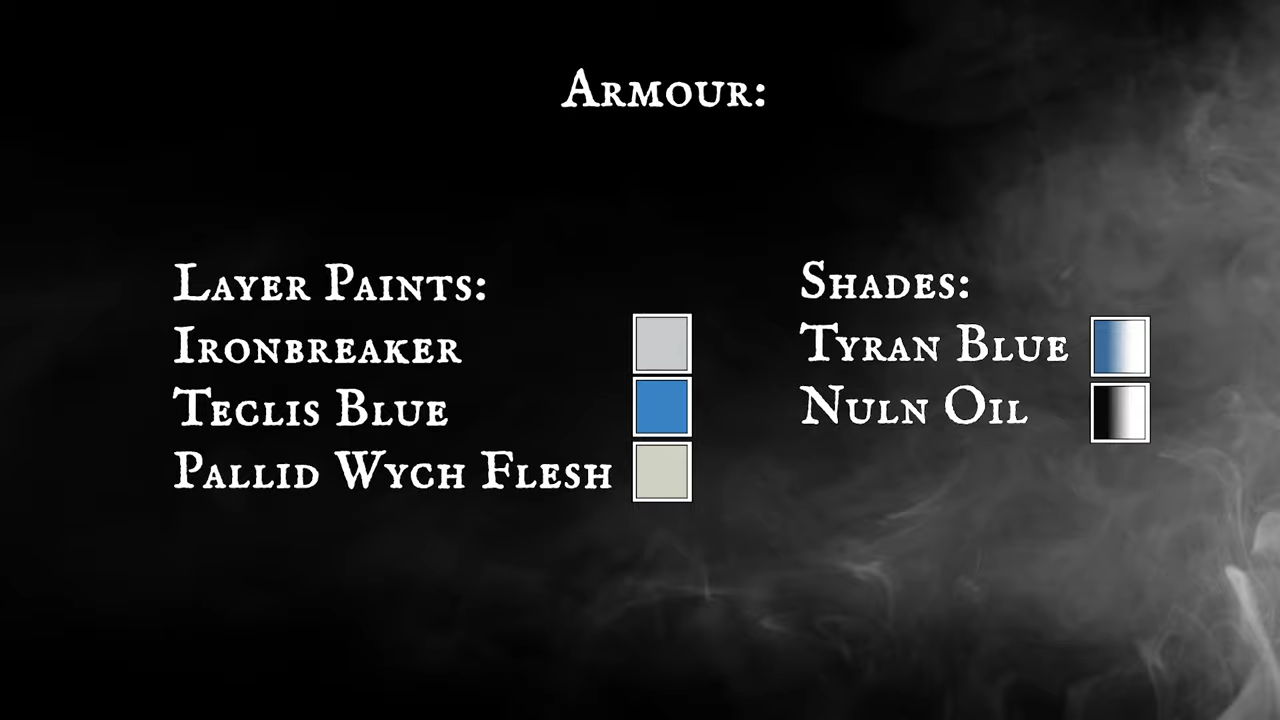 Armour:
Layer Paints:
Ironbreaker
Teclis Blue
Pallid Wych Flesh
Shades:
Tyran Blue
Nuln Oil